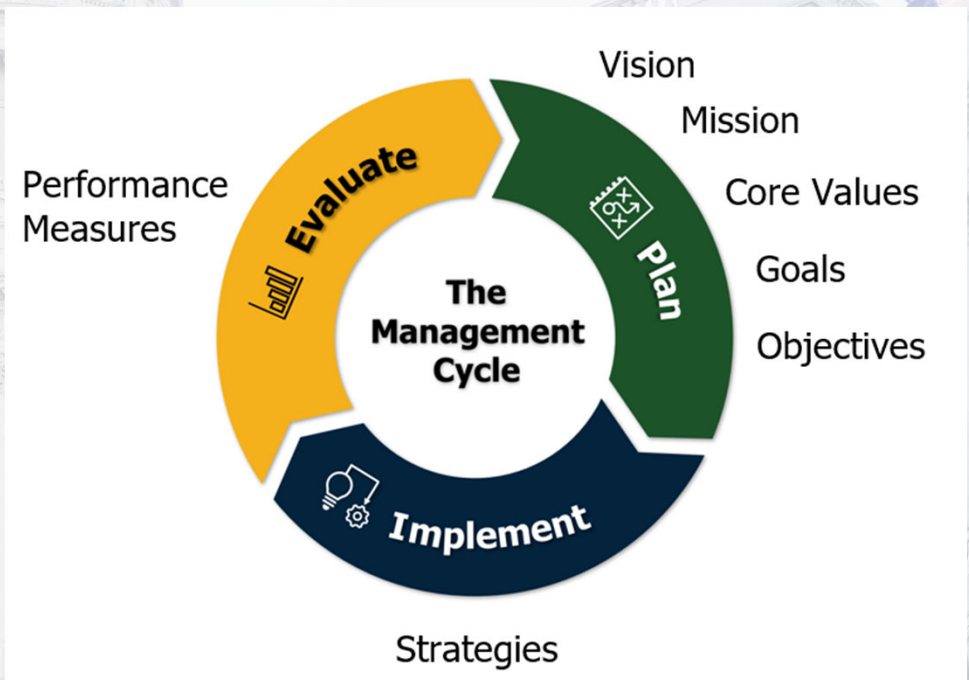 Vision
Mission
Core Values
Goals
Objectives
Plan
The
Management
Cycle
Implement
Strategies
Evaluate
Performance
Measures